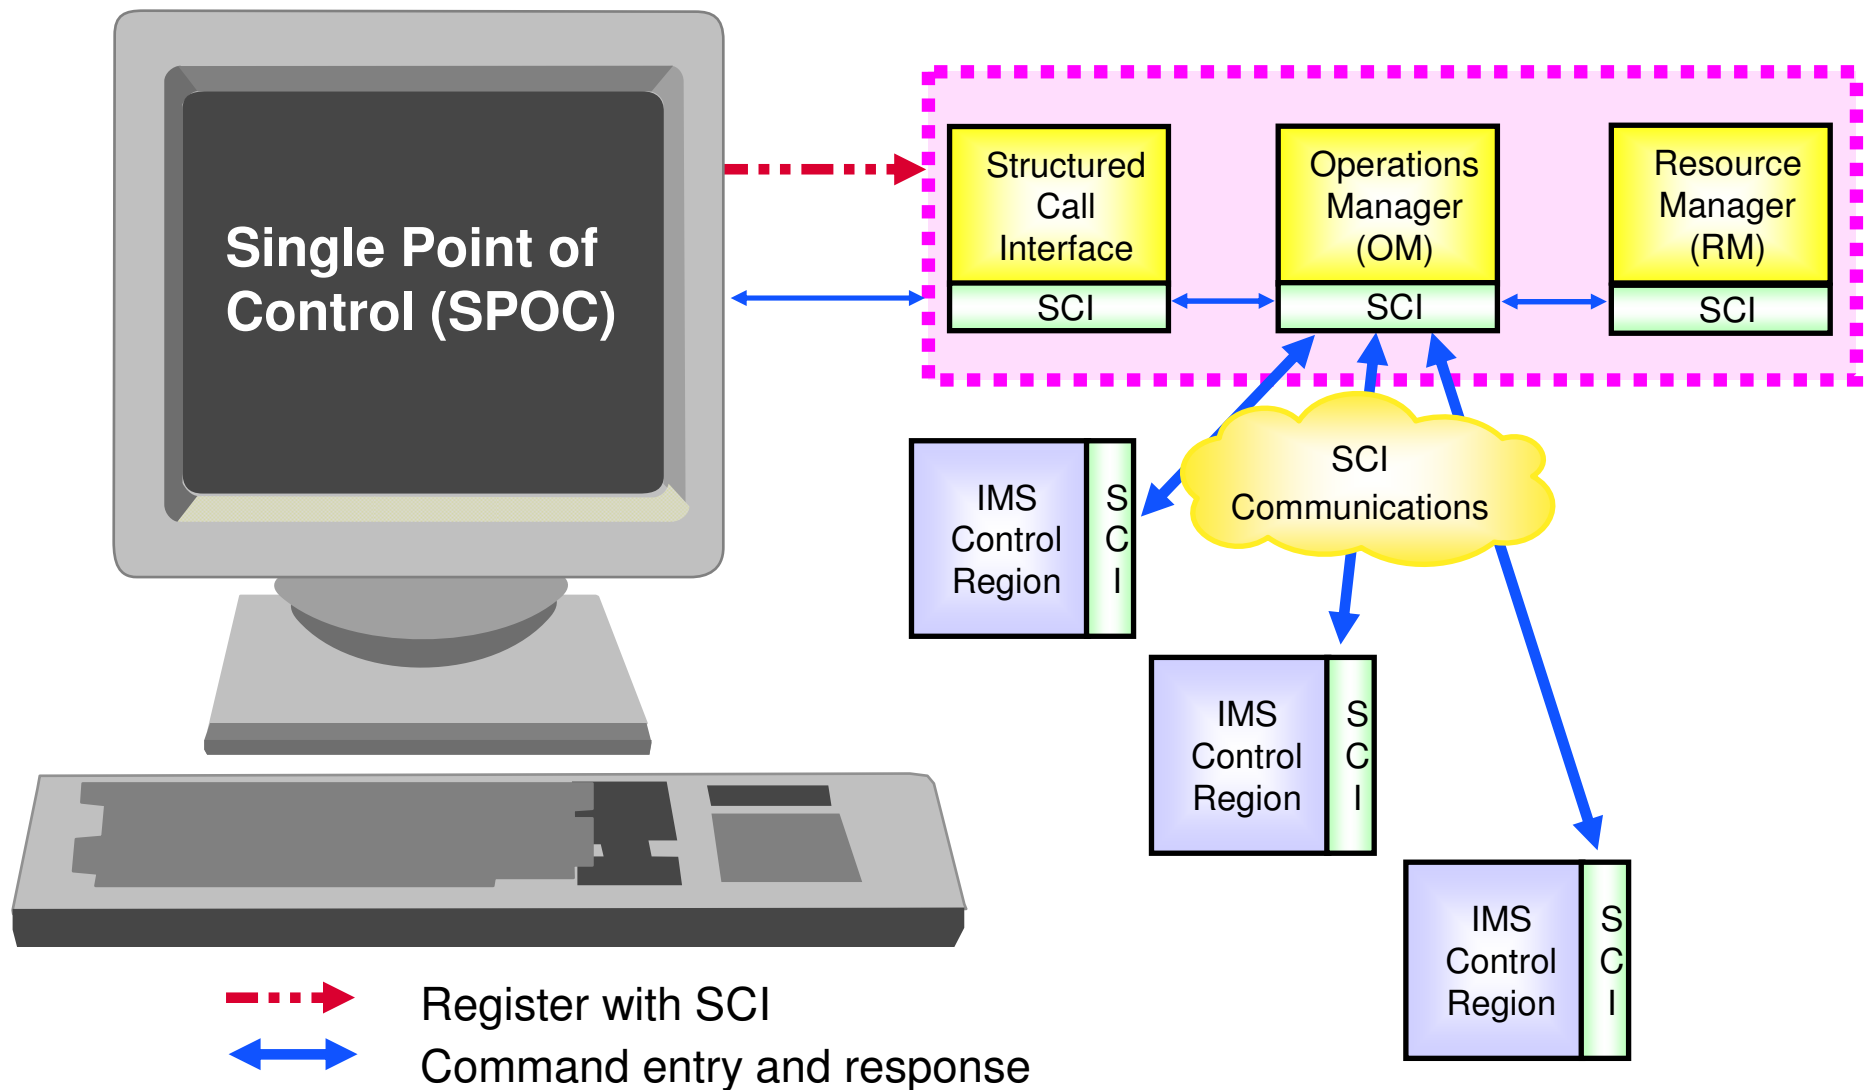 Single Point of
Control (SPOC)
Structured
Call
Interface
SCI
Operations
Manager
(OM)
SCI
Resource
Manager
(RM)
SCI
SCI
Communications
IMS
Control
Region
S
C
I
IMS
Control
Region
S
C
I
IMS
Control
Region
S
C
I
Register with SCI
Command entry and response